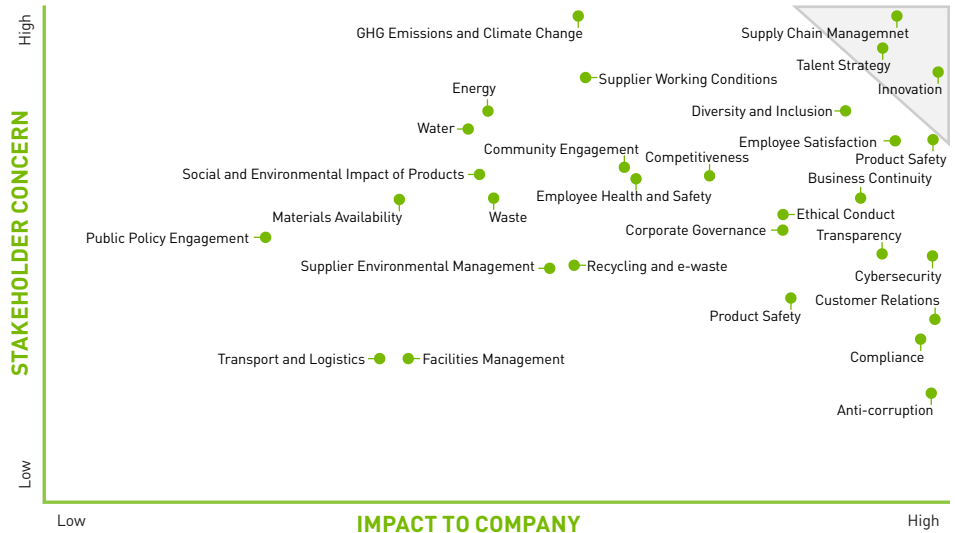 High
GHG Emissions and Climate Change
Supply Chain Managemnet
Talent Strategy
Supplier Working Conditions
Innovation
Energy
Diversity and Inclusion
Water
Employee Satisfaction
Community Engagement
Competitiveness
Product Safety
Social and Environmental Impact of Products
Business Continuity
Employee Health and Safety
Materials Availability
Waste
Ethical Conduct
Corporate Governance
Transparency
Public Policy Engagement
Supplier Environmental Management
Recycling and e-waste
Cybersecurity
Customer Relations
Product Safety
Transport and Logistics
Facilities Management
Compliance
Anti-corruption
STAKEHOLDER CONCERN
Low
Low
IMPACT TO COMPANY
High